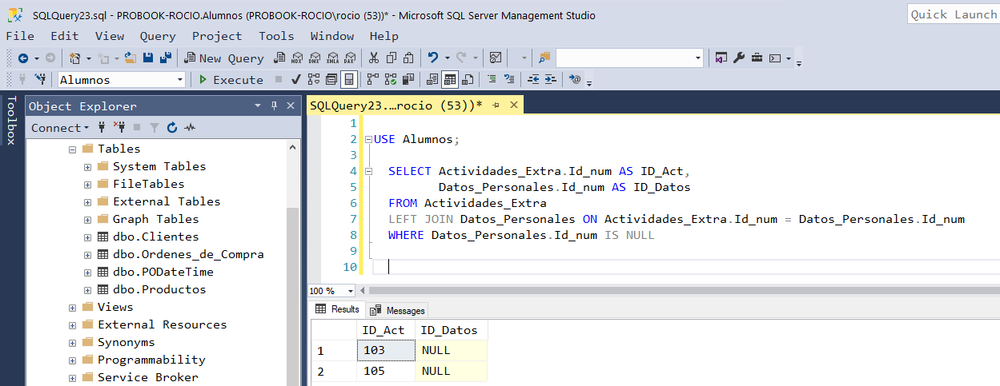 SQLQuery23.sql - PROBOOK-ROCIO.Alumnos (PROBOOK-ROCIO\rocio (53))* - Microsoft SQL Server Management Studio
Quick Launch
File Edit View Query Project Tools Window Help
New Query MDX DMX XMLA DAX
Alumnos Execute
Toolbox
Object Explorer
Connect
Tables
System Tables
FileTables
External Tables
Graph Tables
dbo.Clientes
dbo.Ordenes_de_Compra
dbo.PODateTime
dbo.Productos
Views
External Resources
Synonyms
Programmability
Service Broker
SQLQuery23....rocio (53))*
1
2 USE Alumnos;
3
4 SELECT Actividades_Extra.Id_num AS ID_Act,
5 Datos_Personales.Id_num AS ID_Datos
6 FROM Actividades_Extra
7 LEFT JOIN Datos_Personales ON Actividades_Extra.Id_num = Datos_Personales.Id_num
8 WHERE Datos_Personales.Id_num IS NULL
9
10
100 %
Results Messages
ID_Act ID_Datos
1 103 NULL
2 105 NULL